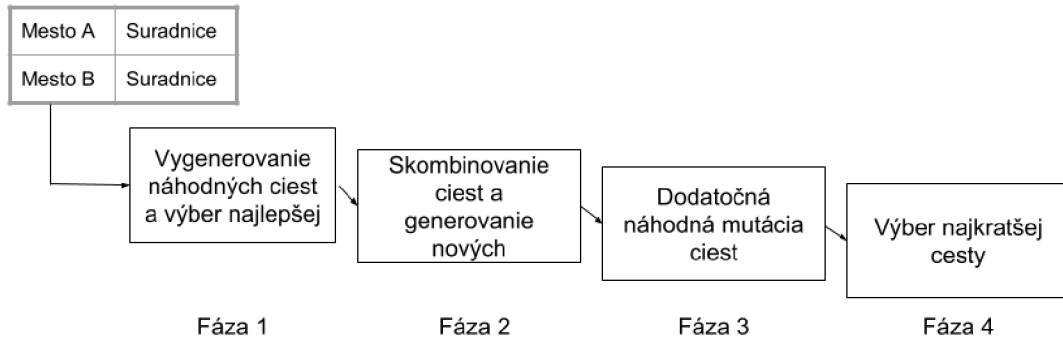 Mesto A Suradnice
Mesto B Suradnice
Vygenerovanie
náhodných ciest
a výber najlepšej
Skombinovanie
ciest a
generovanie
nových
Dodatočná
náhodná mutácia
ciest
Výber najkratšej
cesty
Fáza 1
Fáza 2
Fáza 3
Fáza 4